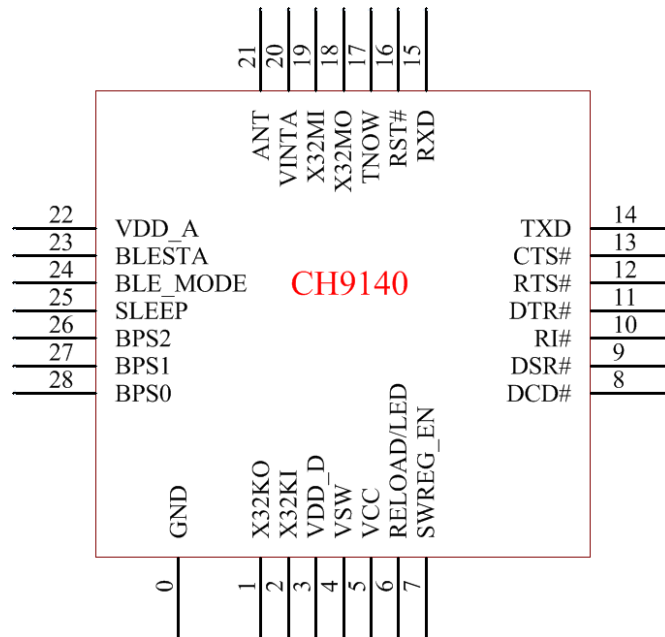 21 20 19 18 17 16 15
ANT VINTA X32MI X32MO TNOW RST# RXD
22 VDD_A TXD 14
23 BLESTA CTS# 13
24 BLE_MODE CH9140 RTS# 12
25 SLEEP DTR# 11
26 BPS2 RI# 10
27 BPS1 DSR# 9
28 BPS0 DCD# 8
GND X32KO X32KI VDD_D VSW VCC RELOAD/LED SWREG_EN
0 1 2 3 4 5 6 7